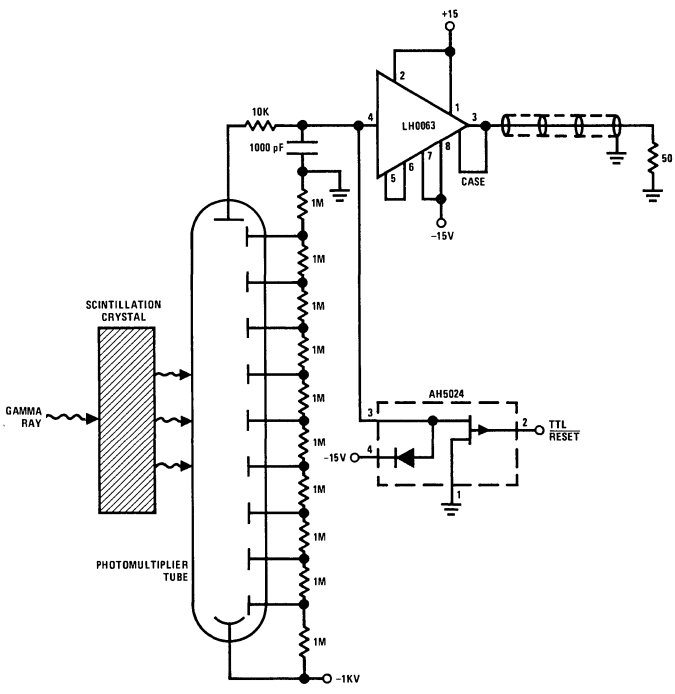 +15
2
1
10K
4
LH0063
3
1000 pF
8
7
6
5
50
CASE
1M
−15V
1M
1M
SCINTILLATION
CRYSTAL
1M
1M
AH5024
GAMMA
RAY
3
2
TTL
RESET
1M
−15V
4
1M
1
1M
PHOTOMULTIPLIER
TUBE
1M
1M
−1KV